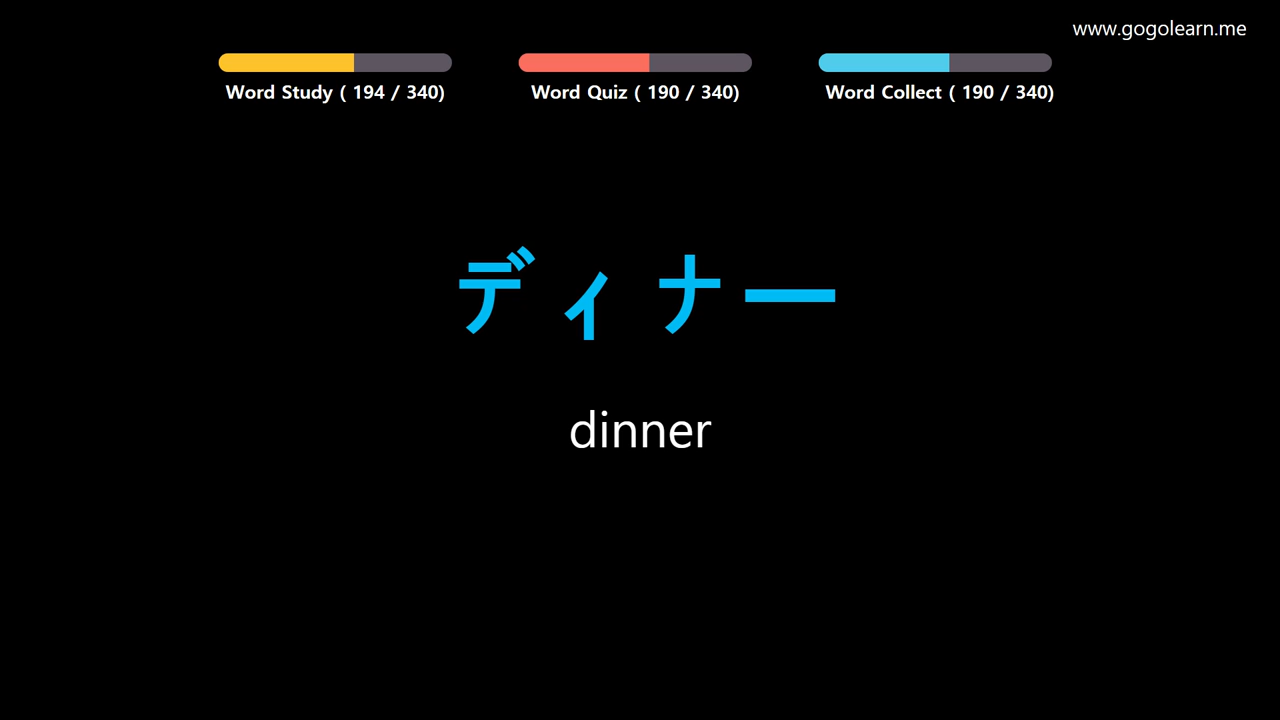 www.gogolearn.me
Word Study ( 194 / 340)
Word Quiz ( 190 / 340)
Word Collect ( 190 / 340)
ディナー
dinner